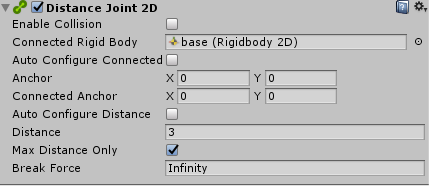 Distance Joint 2D
Enable Collision
Connected Rigid Body base (Rigidbody 2D)
Auto Configure Connected
Anchor X 0 Y 0
Connected Anchor X 0 Y 0
Auto Configure Distance
Distance 3
Max Distance Only
Break Force Infinity